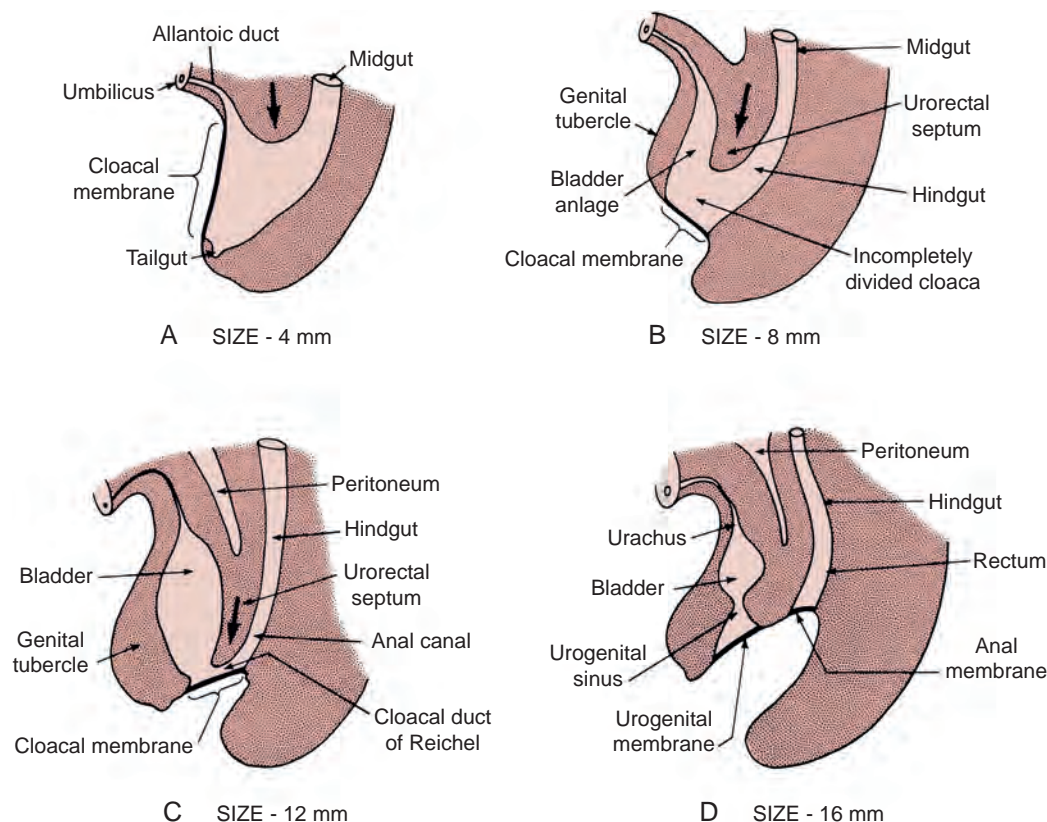 Allantoic duct
Midgut
Umbilicus
Cloacal
membrane
Tailgut
A SIZE - 4 mm
Midgut
Genital
tubercle
Urorectal
septum
Bladder
anlage
Hindgut
Cloacal membrane
Incompletely
divided cloaca
B SIZE - 8 mm
Peritoneum
Hindgut
Bladder
Urorectal
septum
Genital
tubercle
Anal canal
Cloacal duct
of Reichel
Cloacal membrane
C SIZE - 12 mm
Peritoneum
Hindgut
Urachus
Rectum
Bladder
Urogenital
sinus
Anal
membrane
Urogenital
membrane
D SIZE - 16 mm